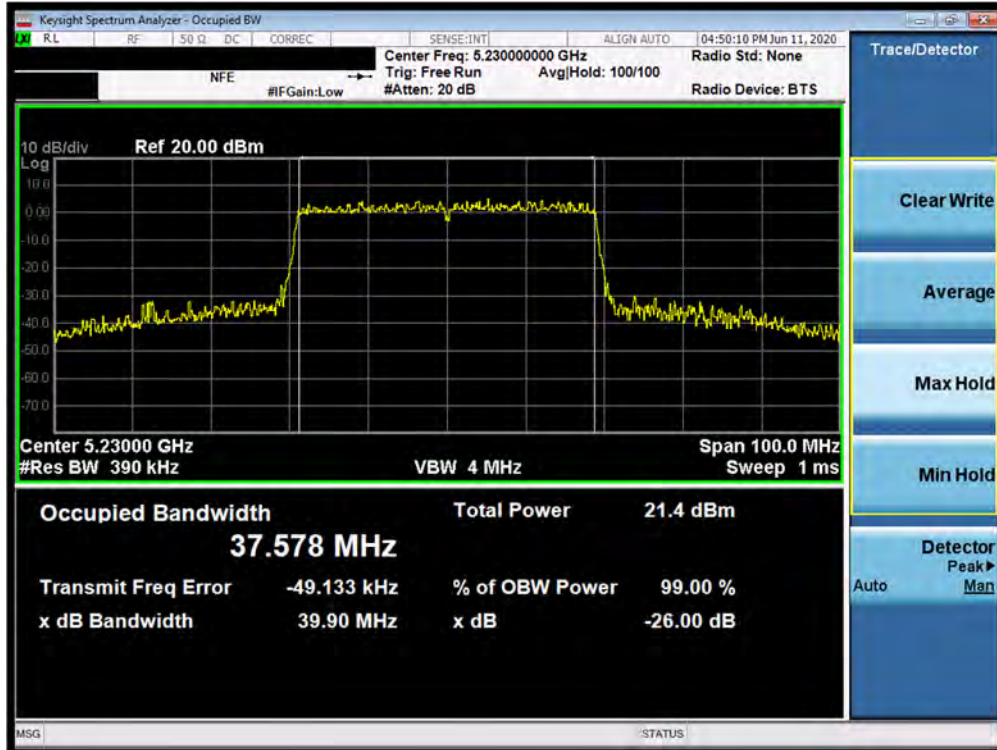 Keysight Spectrum Analyzer - Occupied BW
LXI RL RF 50 Ω DC CORREC SENSE:INT ALIGN AUTO 04:50:10 PM Jun 11, 2020
Center Freq: 5.230000000 GHz Radio Std: None
NFE Trig: Free Run Avg|Hold: 100/100
#IFGain:Low #Atten: 20 dB Radio Device: BTS
10 dB/div Ref 20.00 dBm
Log
10.0
0.00
-10.0
-20.0
-30.0
-40.0
-50.0
-60.0
-70.0
Center 5.23000 GHz Span 100.0 MHz
#Res BW 390 kHz VBW 4 MHz Sweep 1 ms
Occupied Bandwidth Total Power 21.4 dBm
37.578 MHz
Transmit Freq Error -49.133 kHz % of OBW Power 99.00 %
x dB Bandwidth 39.90 MHz x dB -26.00 dB
MSG STATUS
Trace/Detector
Clear Write
Average
Max Hold
Min Hold
Detector
Peak▶
Auto Man